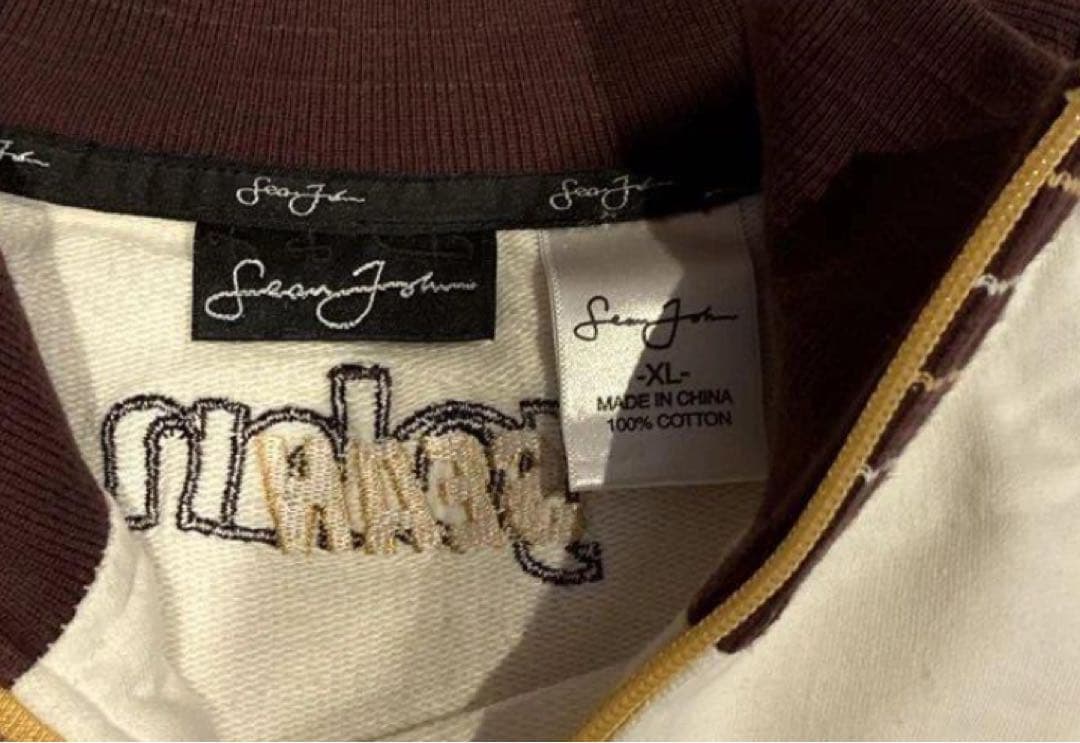 Sean John
Sean John
Sean John
Sean John
-XL-
MADE IN CHINA
100% COTTON